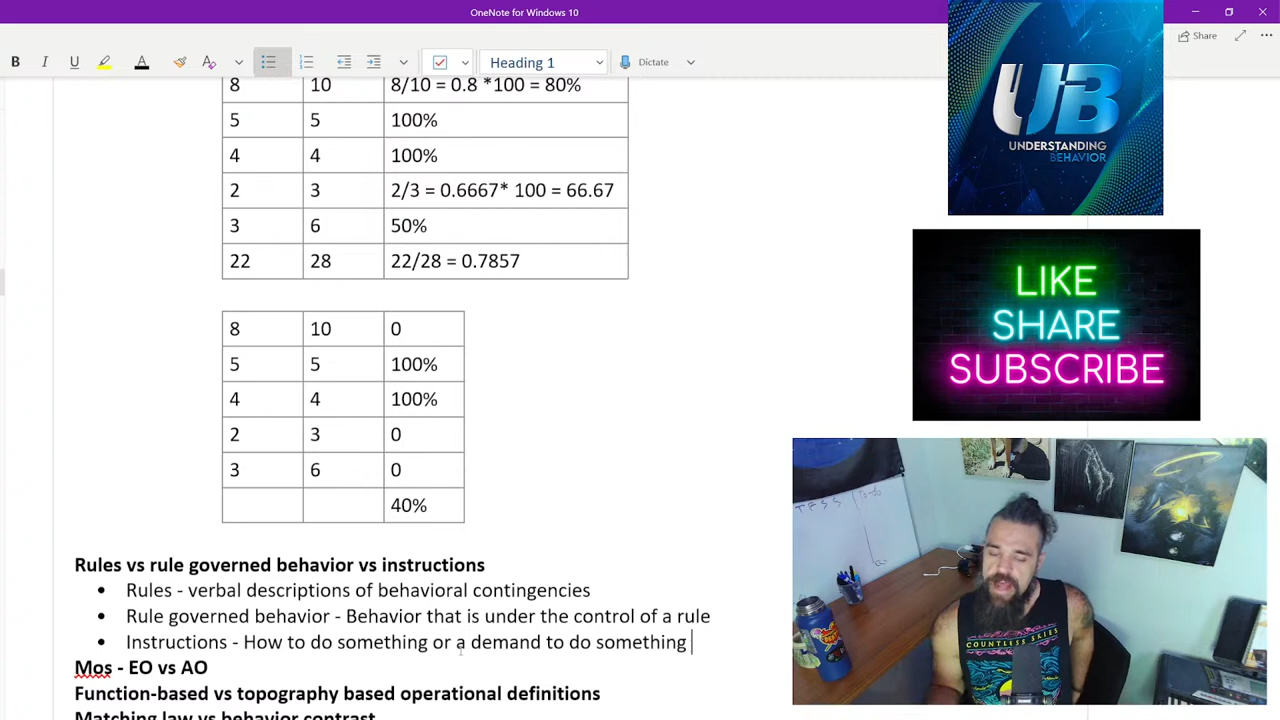 OneNote for Windows 10
Share
B I U A A Heading 1 Dictate
8 10 8/10 = 0.8 *100 = 80%
5 5 100%
4 4 100%
2 3 2/3 = 0.6667* 100 = 66.67
3 6 50%
22 28 22/28 = 0.7857
8 10 0
5 5 100%
4 4 100%
2 3 0
3 6 0
40%
Rules vs rule governed behavior vs instructions
• Rules - verbal descriptions of behavioral contingencies
• Rule governed behavior - Behavior that is under the control of a rule
• Instructions - How to do something or a demand to do something
Mos - EO vs AO
Function-based vs topography based operational definitions
Matching law vs behavior contrast
UB
UNDERSTANDING
BEHAVIOR
LIKE
SHARE
SUBSCRIBE
COUNTLESS SKIES